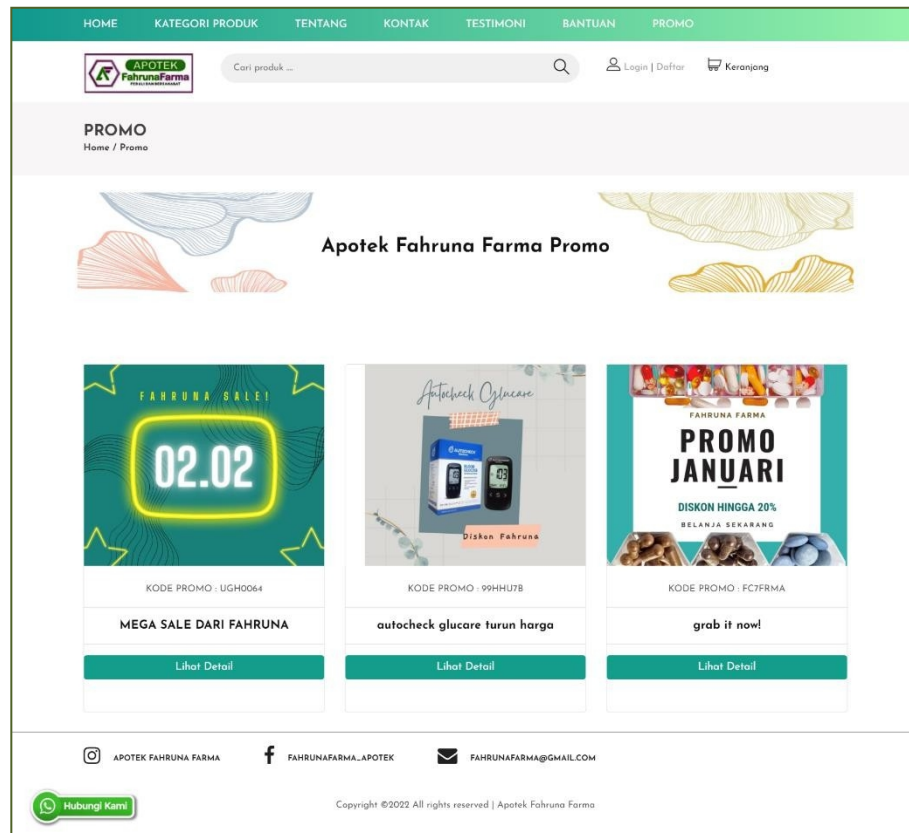 HOME KATEGORI PRODUK TENTANG KONTAK TESTIMONI BANTUAN PROMO
APOTEK
FahrunaFarma
Cari produk ...
Login | Daftar
Keranjang
PROMO
Home / Promo
Apotek Fahruna Farma Promo
FAHRUNA SALE!
02.02
KODE PROMO : UGH0064
MEGA SALE DARI FAHRUNA
Lihat Detail
Autocheck Glucare
Diskon Fahruna
KODE PROMO : 99HHU7B
autocheck glucare turun harga
Lihat Detail
FAHRUNA FARMA
PROMO
JANUARI
DISKON HINGGA 20%
BELANJA SEKARANG
KODE PROMO : FC7FRMA
grab it now!
Lihat Detail
APOTEK FAHRUNA FARMA
FAHRUNAFARMA_APOTEK
FAHRUNAFARMA@GMAIL.COM
Hubungi Kami
Copyright ©2022 All rights reserved | Apotek Fahruna Farma